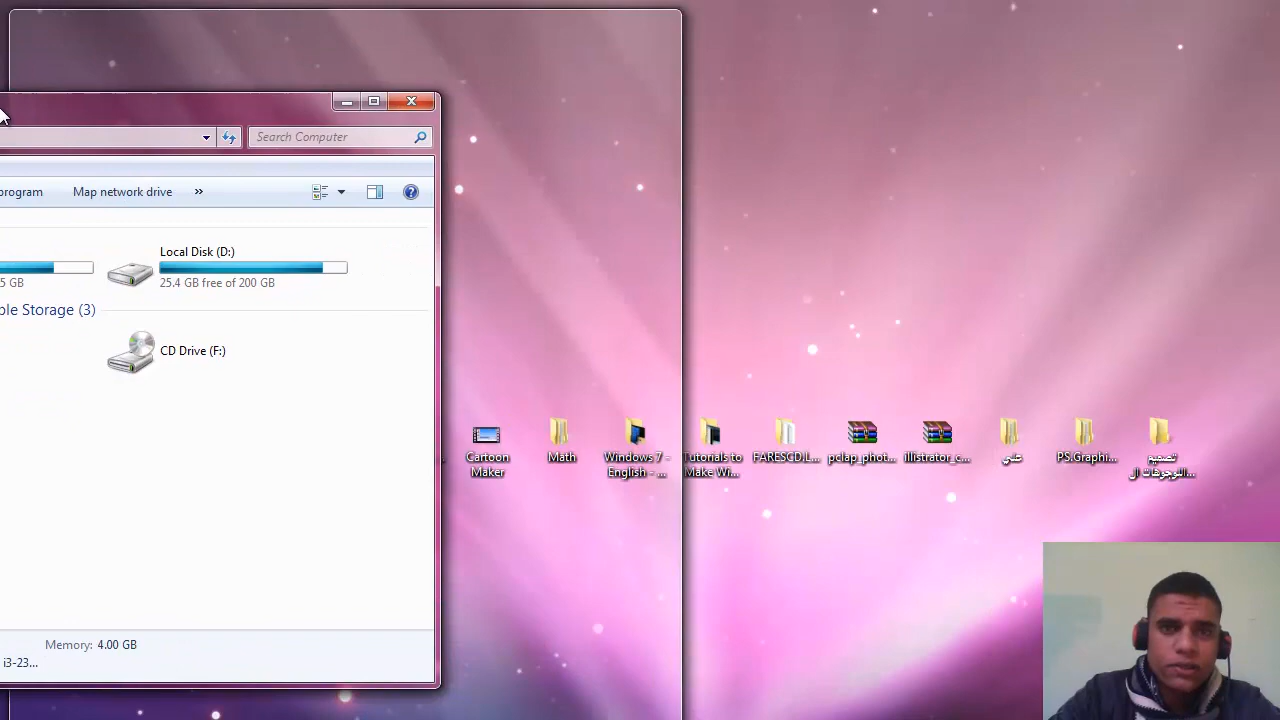 Search Computer
program Map network drive »
Local Disk (D:)
5 GB 25.4 GB free of 200 GB
ble Storage (3)
CD Drive (F:)
Cartoon
Maker
Math
Windows 7 -
English - ...
Tutorials to
Make Wi...
FARESCD.L...
pclap_phot...
illistrator_c...
PS.Graphi...
تصميم
Memory: 4.00 GB
i3-23...